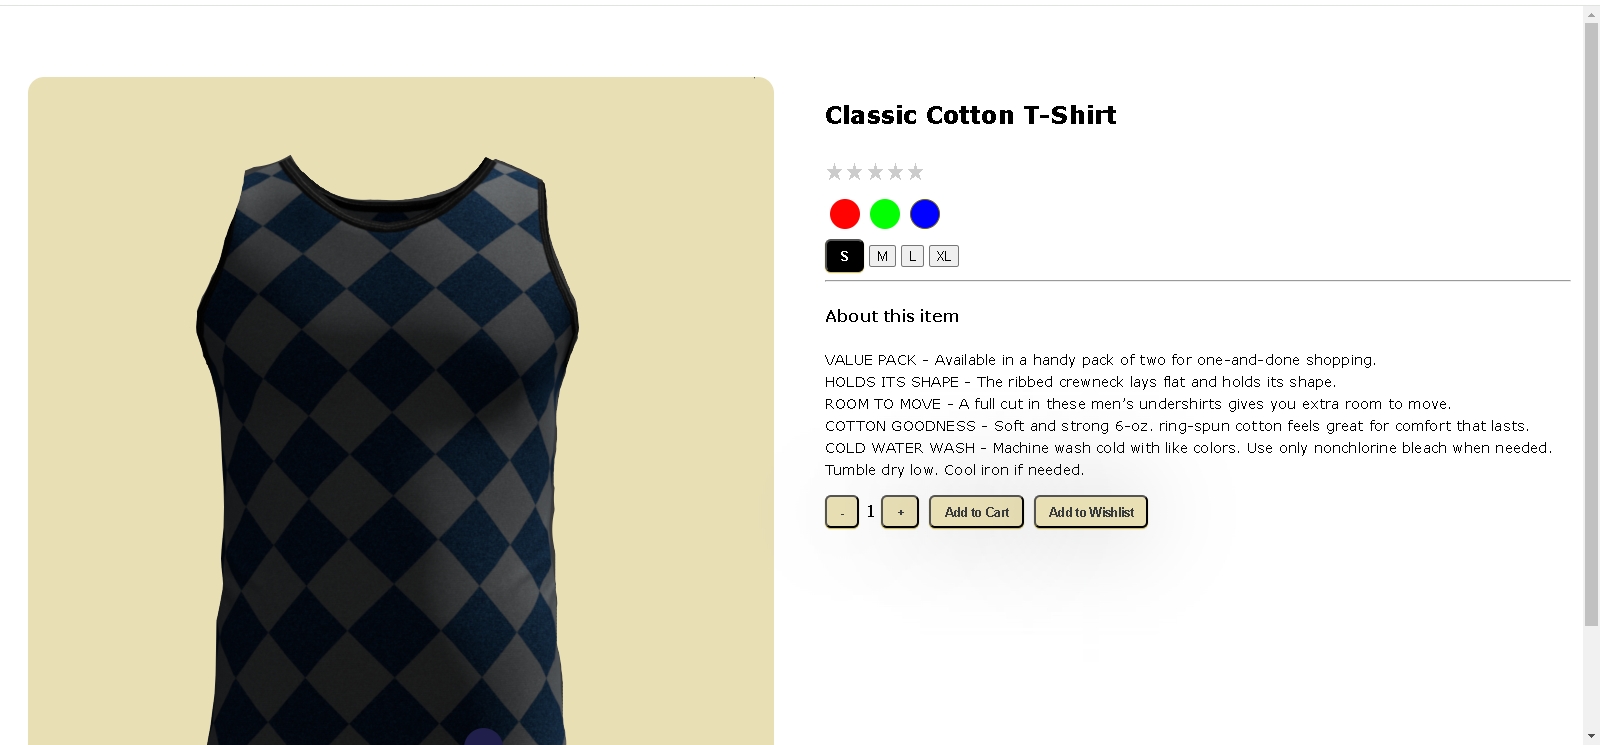 Classic Cotton T-Shirt
S M L XL
About this item
VALUE PACK - Available in a handy pack of two for one-and-done shopping.
HOLDS ITS SHAPE - The ribbed crewneck lays flat and holds its shape.
ROOM TO MOVE - A full cut in these men’s undershirts gives you extra room to move.
COTTON GOODNESS - Soft and strong 6-oz. ring-spun cotton feels great for comfort that lasts.
COLD WATER WASH - Machine wash cold with like colors. Use only nonchlorine bleach when needed.
Tumble dry low. Cool iron if needed.
- 1 + Add to Cart Add to Wishlist